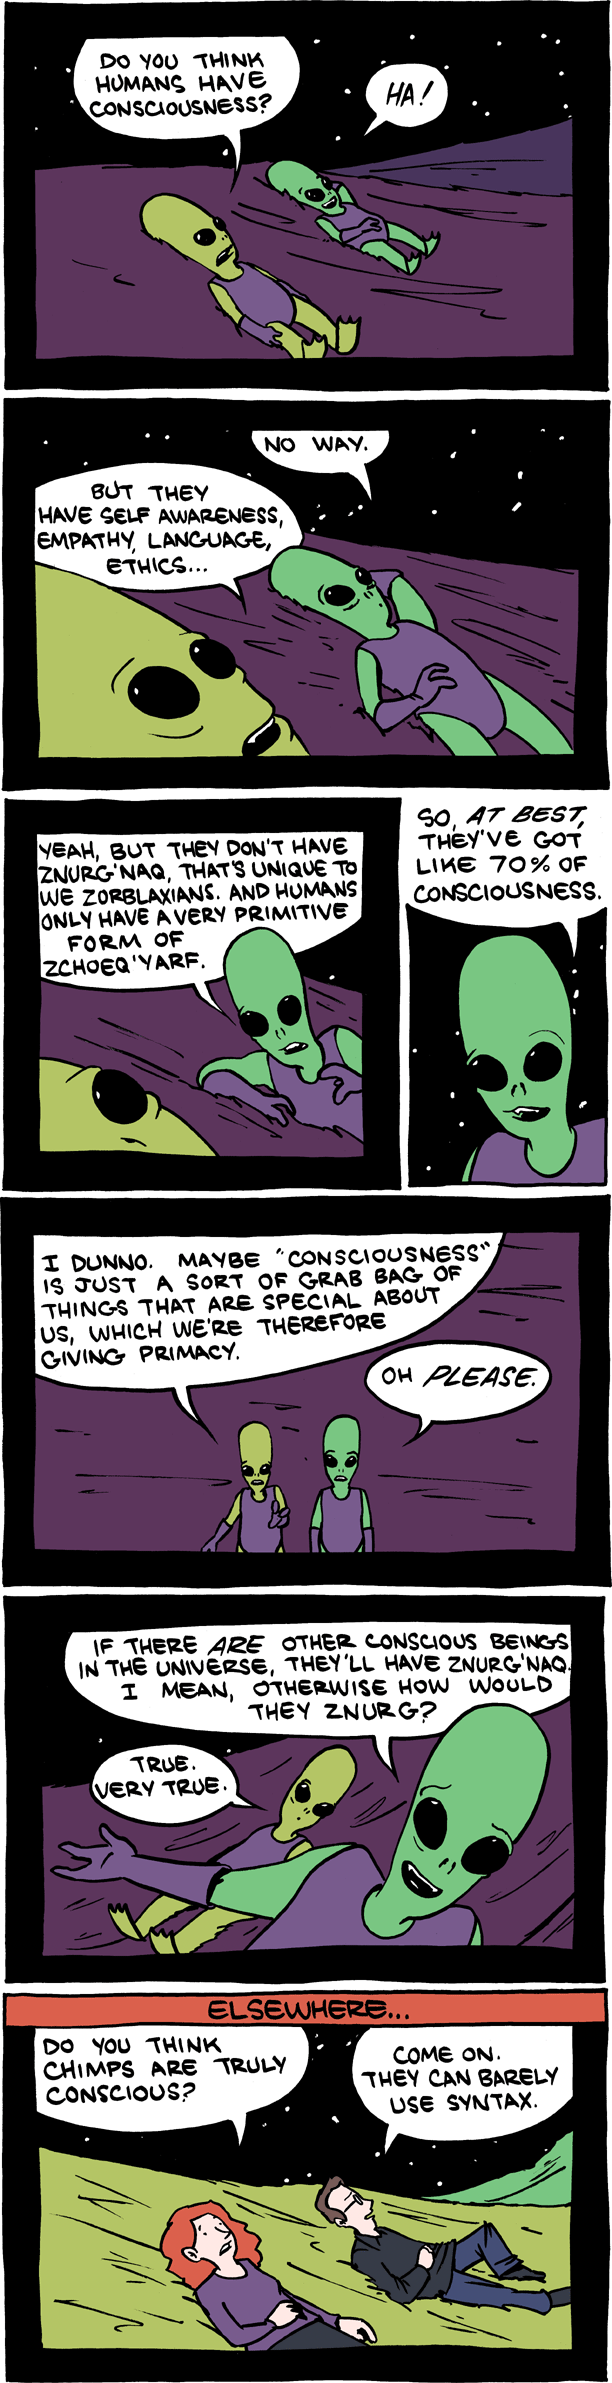 DO YOU THINK
HUMANS HAVE
CONSCIOUSNESS?
HA!
NO WAY.
BUT THEY
HAVE SELF AWARENESS,
EMPATHY, LANGUAGE,
ETHICS...
YEAH, BUT THEY DON'T HAVE
ZNURG'NAQ, THAT'S UNIQUE TO
WE ZORBLAXIANS. AND HUMANS
ONLY HAVE A VERY PRIMITIVE
FORM OF
ZCHOEQ'YARF.
SO, AT BEST,
THEY'VE GOT
LIKE 70% OF
CONSCIOUSNESS.
I DUNNO. MAYBE "CONSCIOUSNESS"
IS JUST A SORT OF GRAB BAG OF
THINGS THAT ARE SPECIAL ABOUT
US, WHICH WE'RE THEREFORE
GIVING PRIMACY.
OH PLEASE.
IF THERE ARE OTHER CONSCIOUS BEINGS
IN THE UNIVERSE, THEY'LL HAVE ZNURG'NAQ.
I MEAN, OTHERWISE HOW WOULD
THEY ZNURG?
TRUE.
VERY TRUE.
ELSEWHERE...
DO YOU THINK
CHIMPS ARE TRULY
CONSCIOUS?
COME ON.
THEY CAN BARELY
USE SYNTAX.